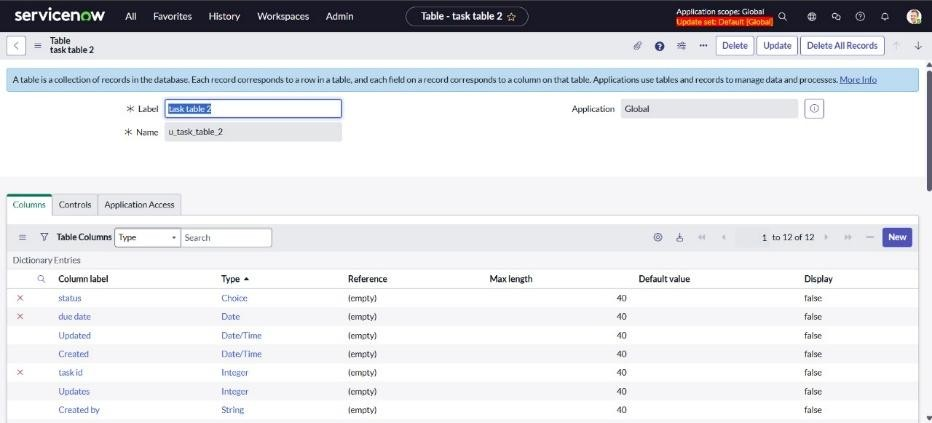 servicenow All Favorites History Workspaces Admin Table - task table 2 Application scope: Global
Update set: Default [Global]
Table
task table 2
Delete Update Delete All Records
A table is a collection of records in the database. Each record corresponds to a row in a table, and each field on a record corresponds to a column on that table. Applications use tables and records to manage data and processes. More Info
* Label task table 2 Application Global
* Name u_task_table_2
Columns Controls Application Access
Table Columns Type Search 1 to 12 of 12 New
Dictionary Entries
Column label Type Reference Max length Default value Display
status Choice (empty) 40 false
due date Date (empty) 40 false
Updated Date/Time (empty) 40 false
Created Date/Time (empty) 40 false
task id Integer (empty) 40 false
Updates Integer (empty) 40 false
Created by String (empty) 40 false